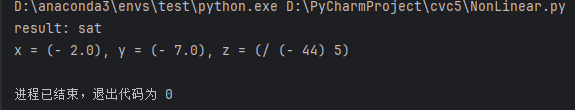 D:\anaconda3\envs\test\python.exe D:\PyCharmProject\cvc5\NonLinear.py
result: sat
x = (- 2.0), y = (- 7.0), z = (/ (- 44) 5)
进程已结束，退出代码为 0